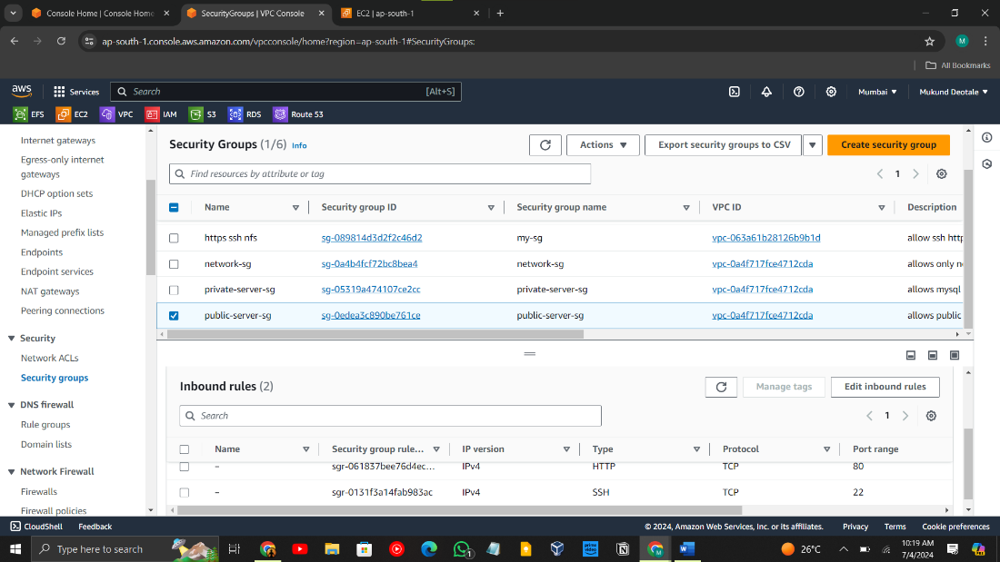 Console Home | Console Home
SecurityGroups | VPC Console
EC2 | ap-south-1
ap-south-1.console.aws.amazon.com/vpcconsole/home?region=ap-south-1#SecurityGroups:
M
All Bookmarks
aws
Services
Search
[Alt+S]
Mumbai
Mukund Deotale
EFS
EC2
VPC
IAM
S3
RDS
Route 53
Internet gateways
Egress-only internet
gateways
DHCP option sets
Elastic IPs
Managed prefix lists
Endpoints
Endpoint services
NAT gateways
Peering connections
Security
Network ACLs
Security groups
DNS firewall
Rule groups
Domain lists
Network Firewall
Firewalls
Firewall policies
Security Groups (1/6) Info
Actions
Export security groups to CSV
Create security group
Find resources by attribute or tag
1
Name Security group ID Security group name VPC ID Description
https ssh nfs sg-089814d3d2f2c46d2 my-sg vpc-063a61b28126b9b1d allow ssh http
network-sg sg-0a4b4fcf72bc8bea4 network-sg vpc-0a4f717fce4712cda allows only
private-server-sg sg-05319a474107ce2cc private-server-sg vpc-0a4f717fce4712cda allows mysql
public-server-sg sg-0edea3c890be761ce public-server-sg vpc-0a4f717fce4712cda allows public
Inbound rules (2)
Manage tags
Edit inbound rules
Search
1
Name Security group rule... IP version Type Protocol Port range
– sgr-061837bee76d4ec... IPv4 HTTP TCP 80
– sgr-0131f3a14fab983ac IPv4 SSH TCP 22
CloudShell
Feedback
© 2024, Amazon Web Services, Inc. or its affiliates.
Privacy
Terms
Cookie preferences
Type here to search
26°C
10:19 AM
7/4/2024